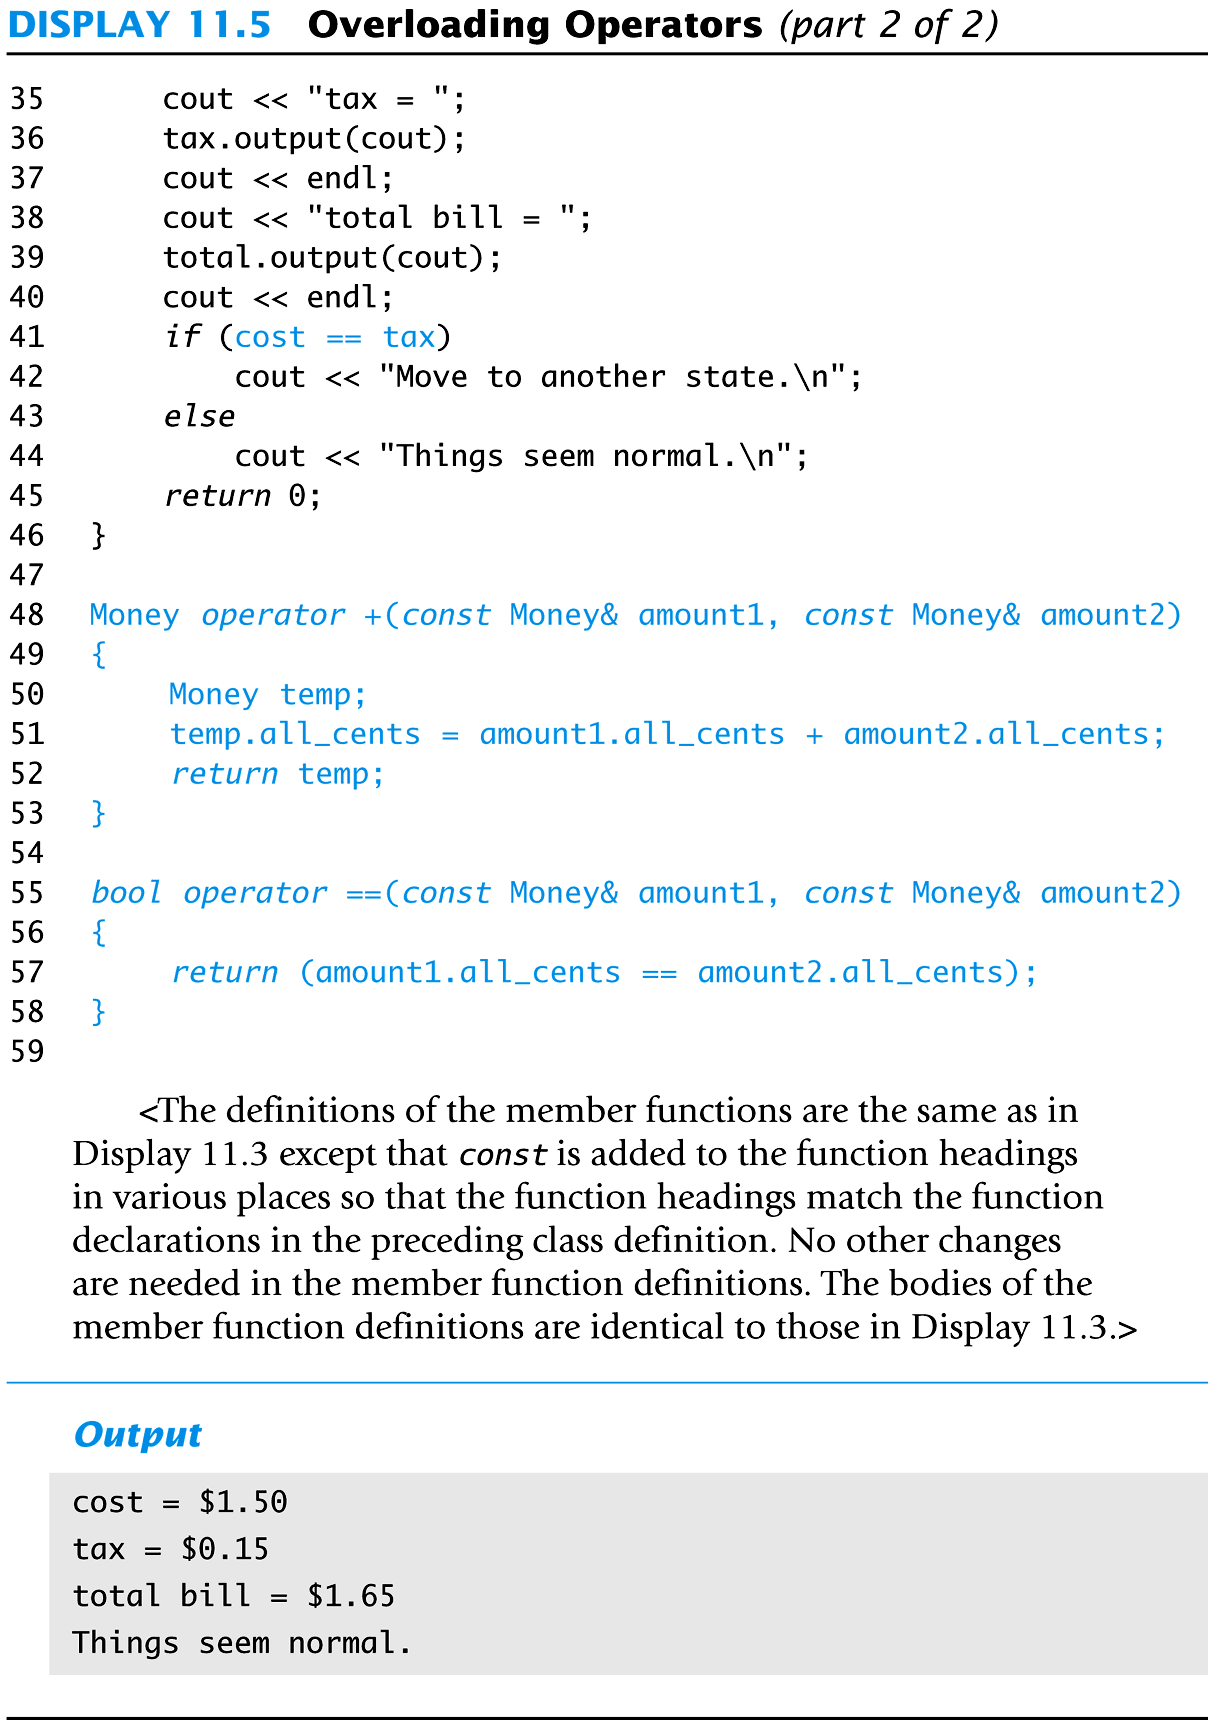 DISPLAY 11.5 Overloading Operators (part 2 of 2)
35 cout << "tax = ";
36 tax.output(cout);
37 cout << endl;
38 cout << "total bill = ";
39 total.output(cout);
40 cout << endl;
41 if (cost == tax)
42 cout << "Move to another state.\n";
43 else
44 cout << "Things seem normal.\n";
45 return 0;
46 }
47
48 Money operator +(const Money& amount1, const Money& amount2)
49 {
50 Money temp;
51 temp.all_cents = amount1.all_cents + amount2.all_cents;
52 return temp;
53 }
54
55 bool operator ==(const Money& amount1, const Money& amount2)
56 {
57 return (amount1.all_cents == amount2.all_cents);
58 }
59
<The definitions of the member functions are the same as in
Display 11.3 except that const is added to the function headings
in various places so that the function headings match the function
declarations in the preceding class definition. No other changes
are needed in the member function definitions. The bodies of the
member function definitions are identical to those in Display 11.3.>
Output
cost = $1.50
tax = $0.15
total bill = $1.65
Things seem normal.